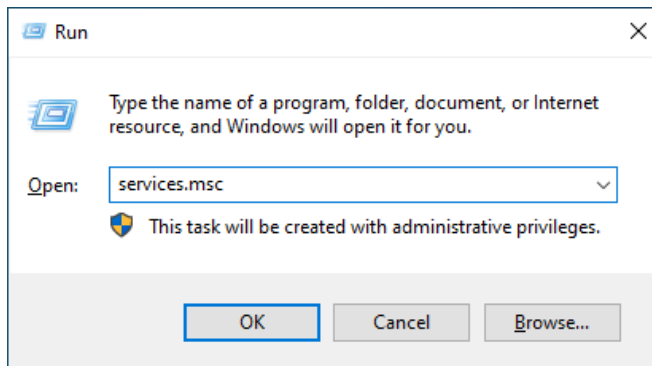 Run
Type the name of a program, folder, document, or Internet
resource, and Windows will open it for you.
Open: services.msc
This task will be created with administrative privileges.
OK Cancel Browse...